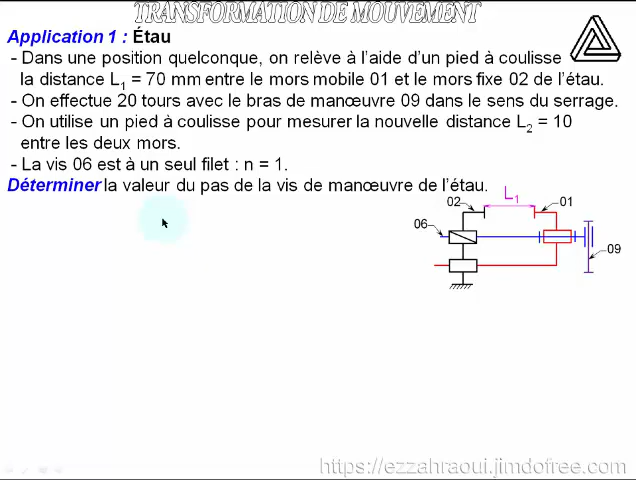 TRANSFORMATION DE MOUVEMENT
Application 1 : Étau
- Dans une position quelconque, on relève à l'aide d'un pied à coulisse
la distance L1 = 70 mm entre le mors mobile 01 et le mors fixe 02 de l'étau.
- On effectue 20 tours avec le bras de manœuvre 09 dans le sens du serrage.
- On utilise un pied à coulisse pour mesurer la nouvelle distance L2 = 10
entre les deux mors.
- La vis 06 est à un seul filet : n = 1.
Déterminer la valeur du pas de la vis de manœuvre de l'étau.
02 L1 01
06
09
https://ezzahraoui.jimdofree.com